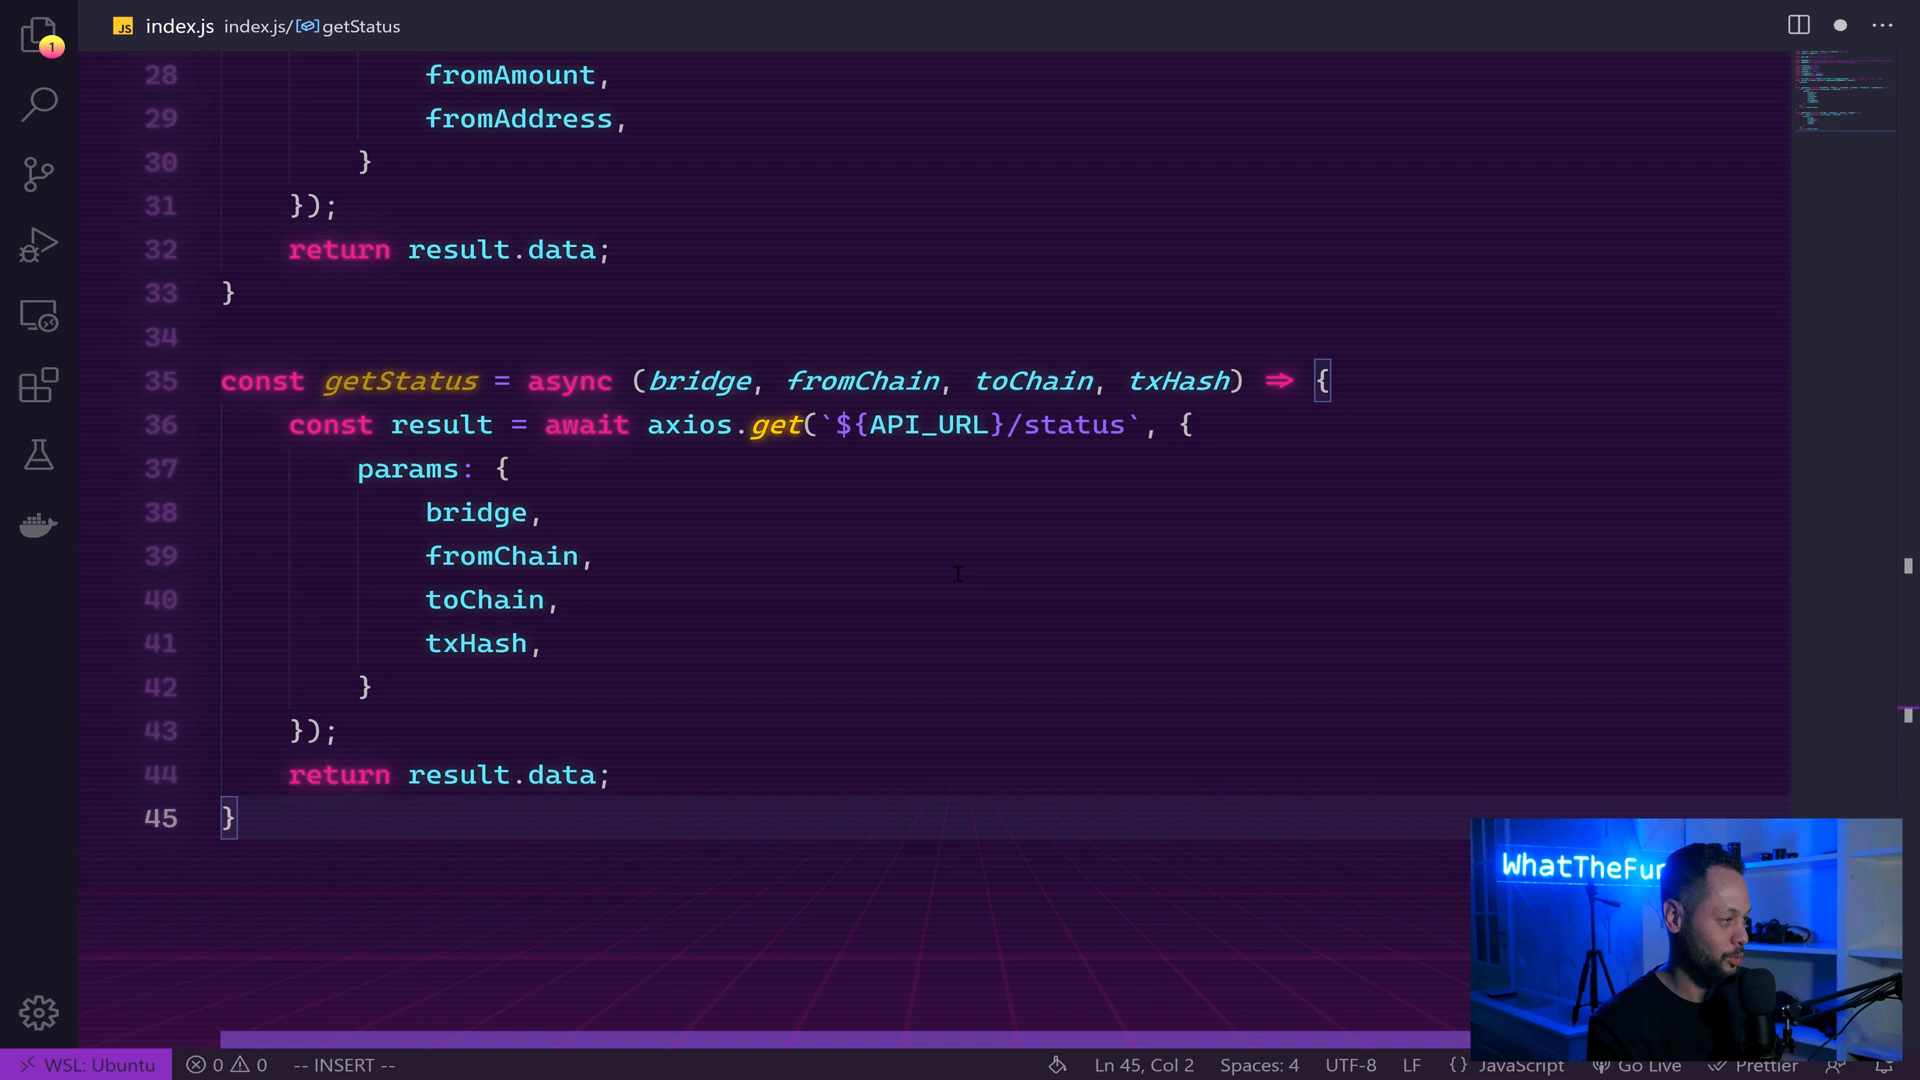 index.js index.js/getStatus
1
28 fromAmount,
29 fromAddress,
30 }
31 });
32 return result.data;
33 }
34
35 const getStatus = async (bridge, fromChain, toChain, txHash) => {
36 const result = await axios.get(`${API_URL}/status`, {
37 params: {
38 bridge,
39 fromChain,
40 toChain,
41 txHash,
42 }
43 });
44 return result.data;
45 }
WhatTheFun
WSL: Ubuntu 0 0 -- INSERT -- Ln 45, Col 2 Spaces: 4 UTF-8 LF {} JavaScript Go Live Prettier